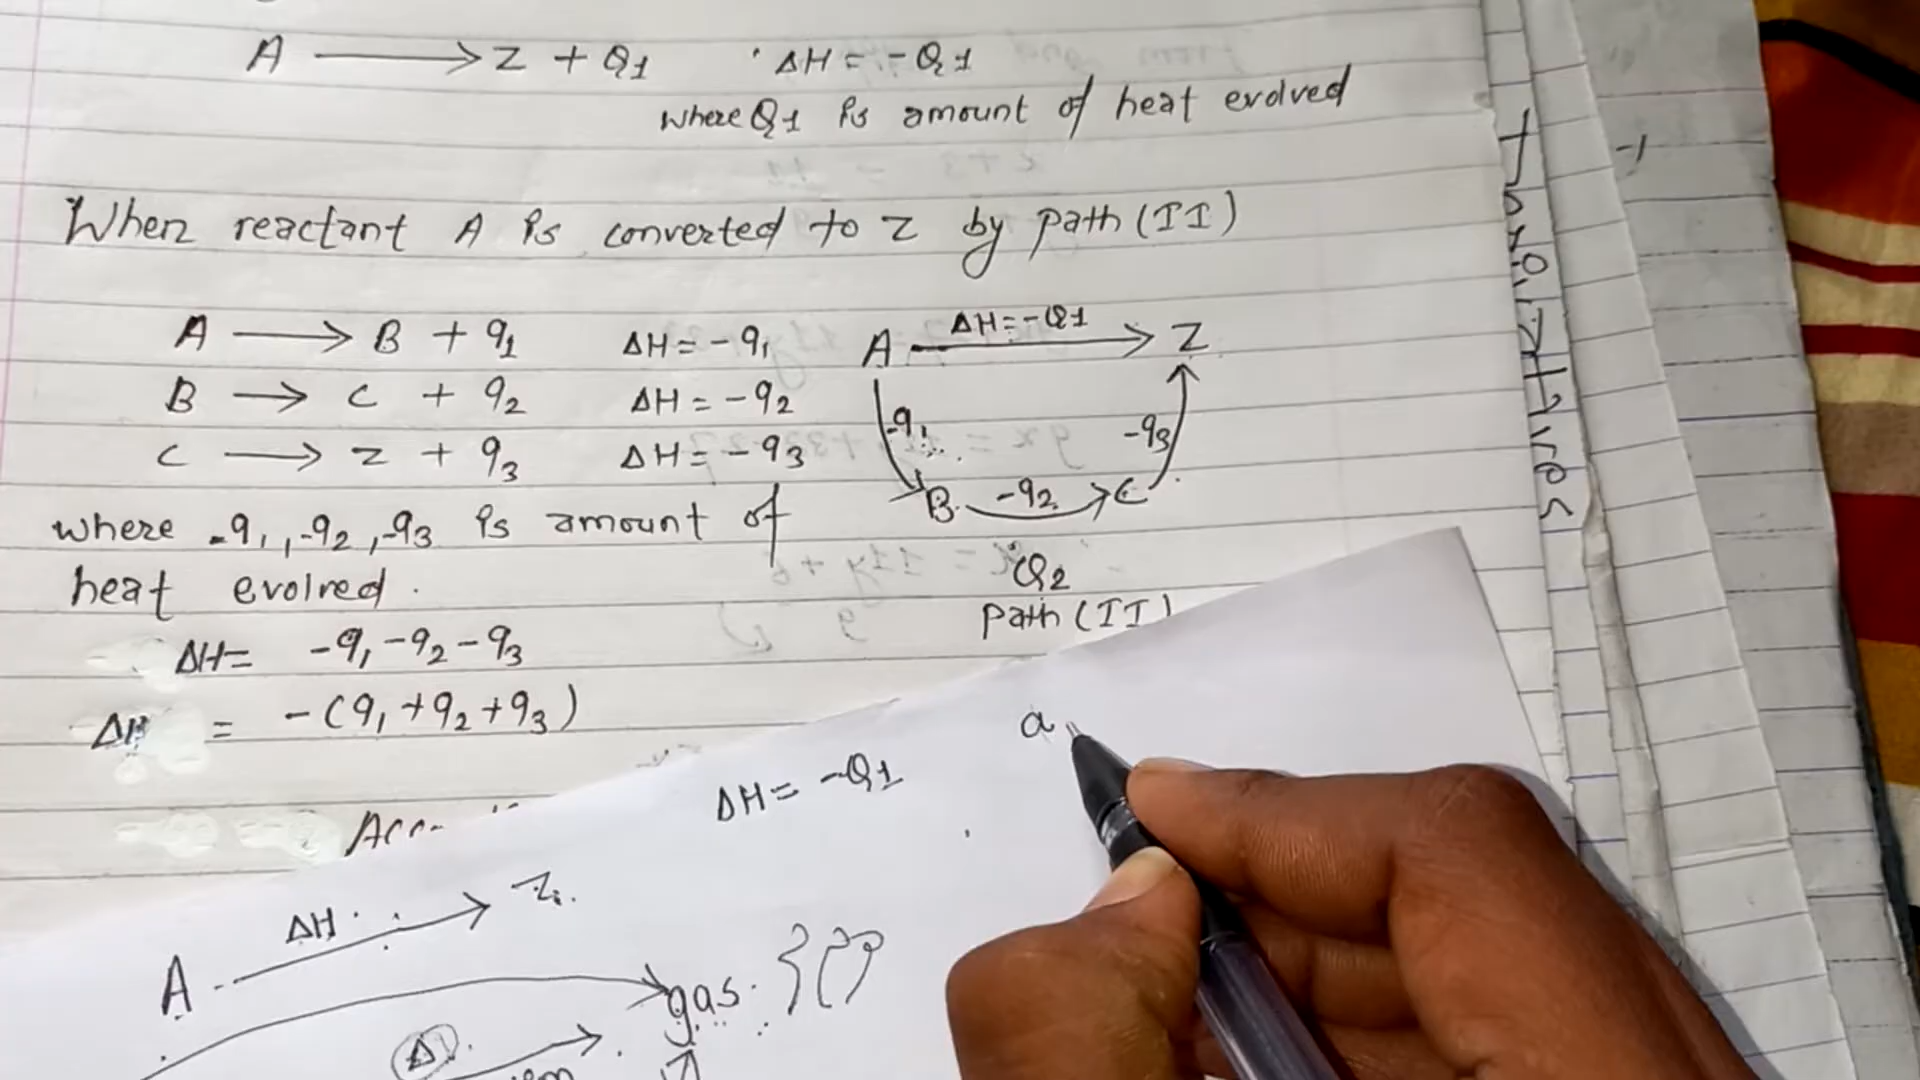 A ⟶ Z + Q1 ΔH = -Q1
where Q1 is amount of heat evolved
When reactant A is converted to Z by path (II)
A ⟶ B + q1 ΔH = -q1
B ⟶ C + q2 ΔH = -q2
C ⟶ Z + q3 ΔH = -q3
where -q1, -q2, -q3 is amount of
heat evolved.
ΔH = -q1 - q2 - q3
ΔH = -(q1 + q2 + q3)
A ΔH = -Q1 ⟶ Z
-q1 -q3
B -q2 C
Q2
Path (II)
ΔH = -Q1
a
A ΔH ⟶ Z
gas
Δ